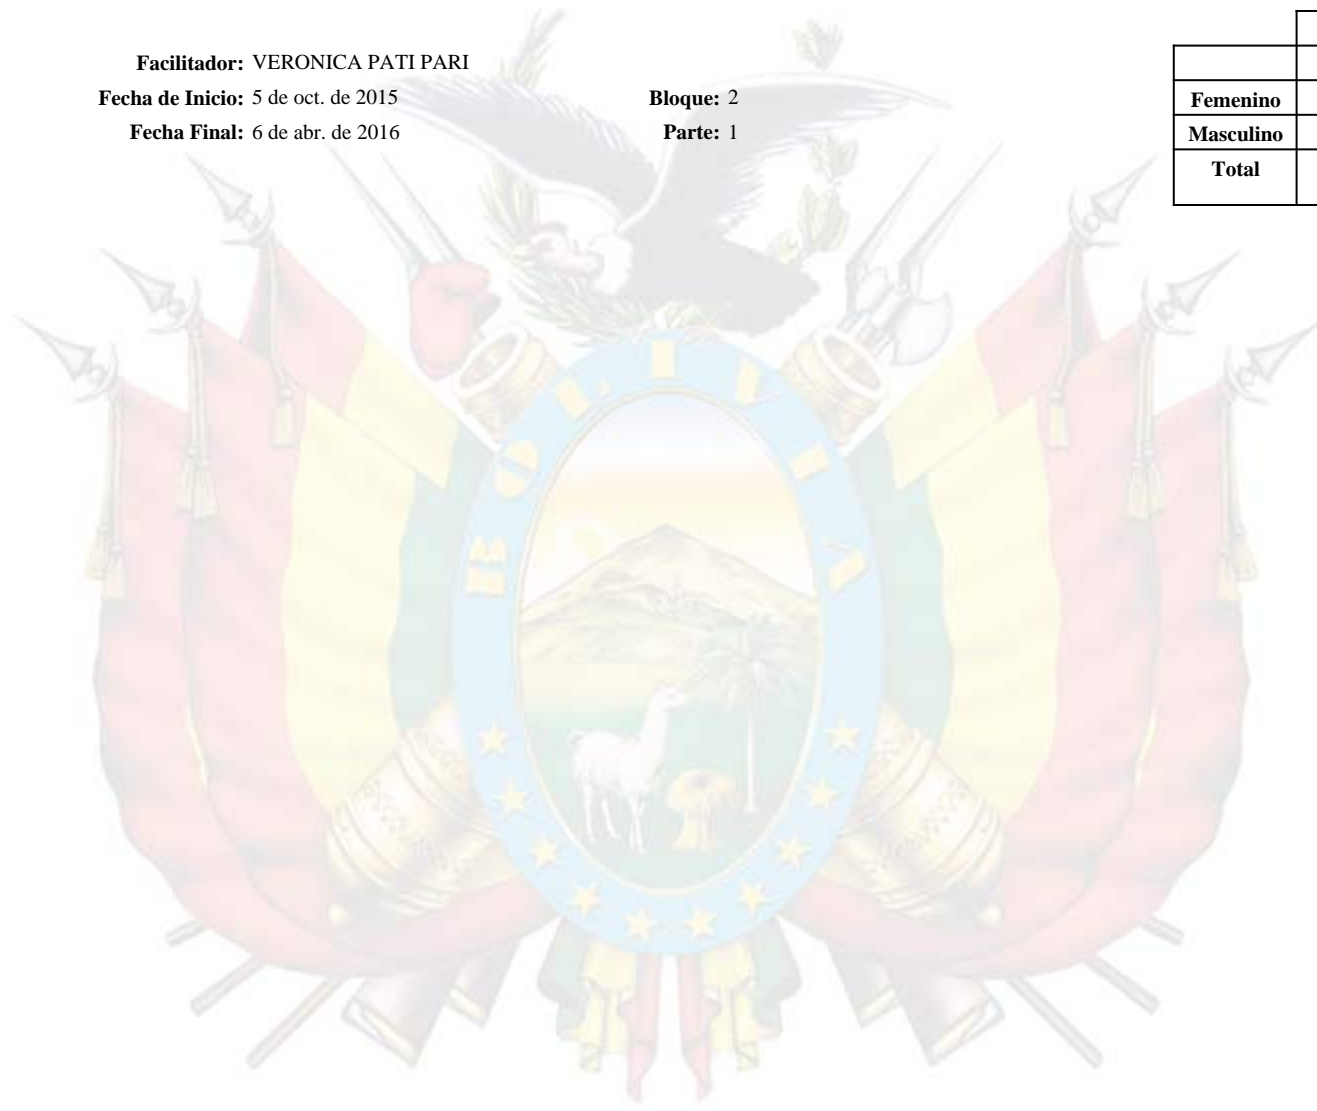 Facilitador: VERONICA PATI PARI
Fecha de Inicio: 5 de oct. de 2015 Bloque: 2
Fecha Final: 6 de abr. de 2016 Parte: 1
Femenino
Masculino
Total
BOLIVIA